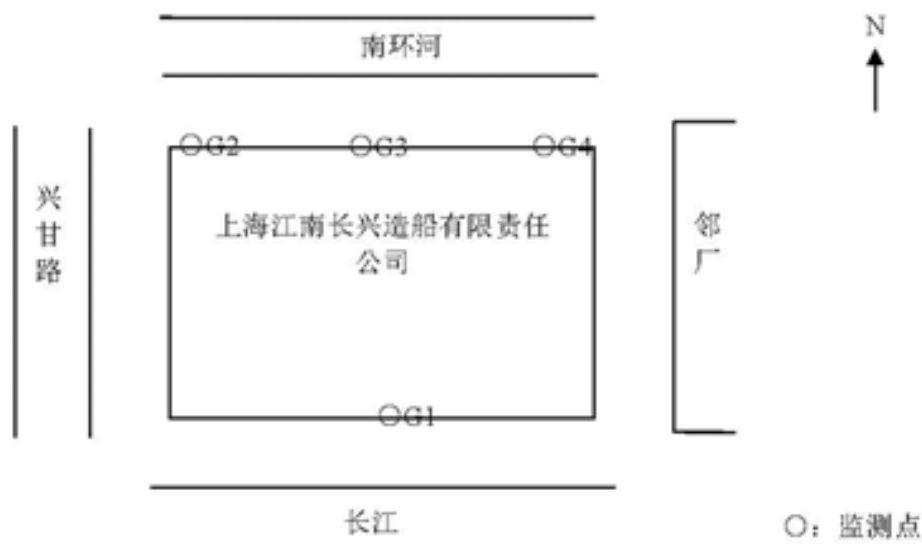 南环河
N
○G2
○G3
○G4
兴甘路
上海江南长兴造船有限责任
公司
邻厂
○G1
长江
○：监测点